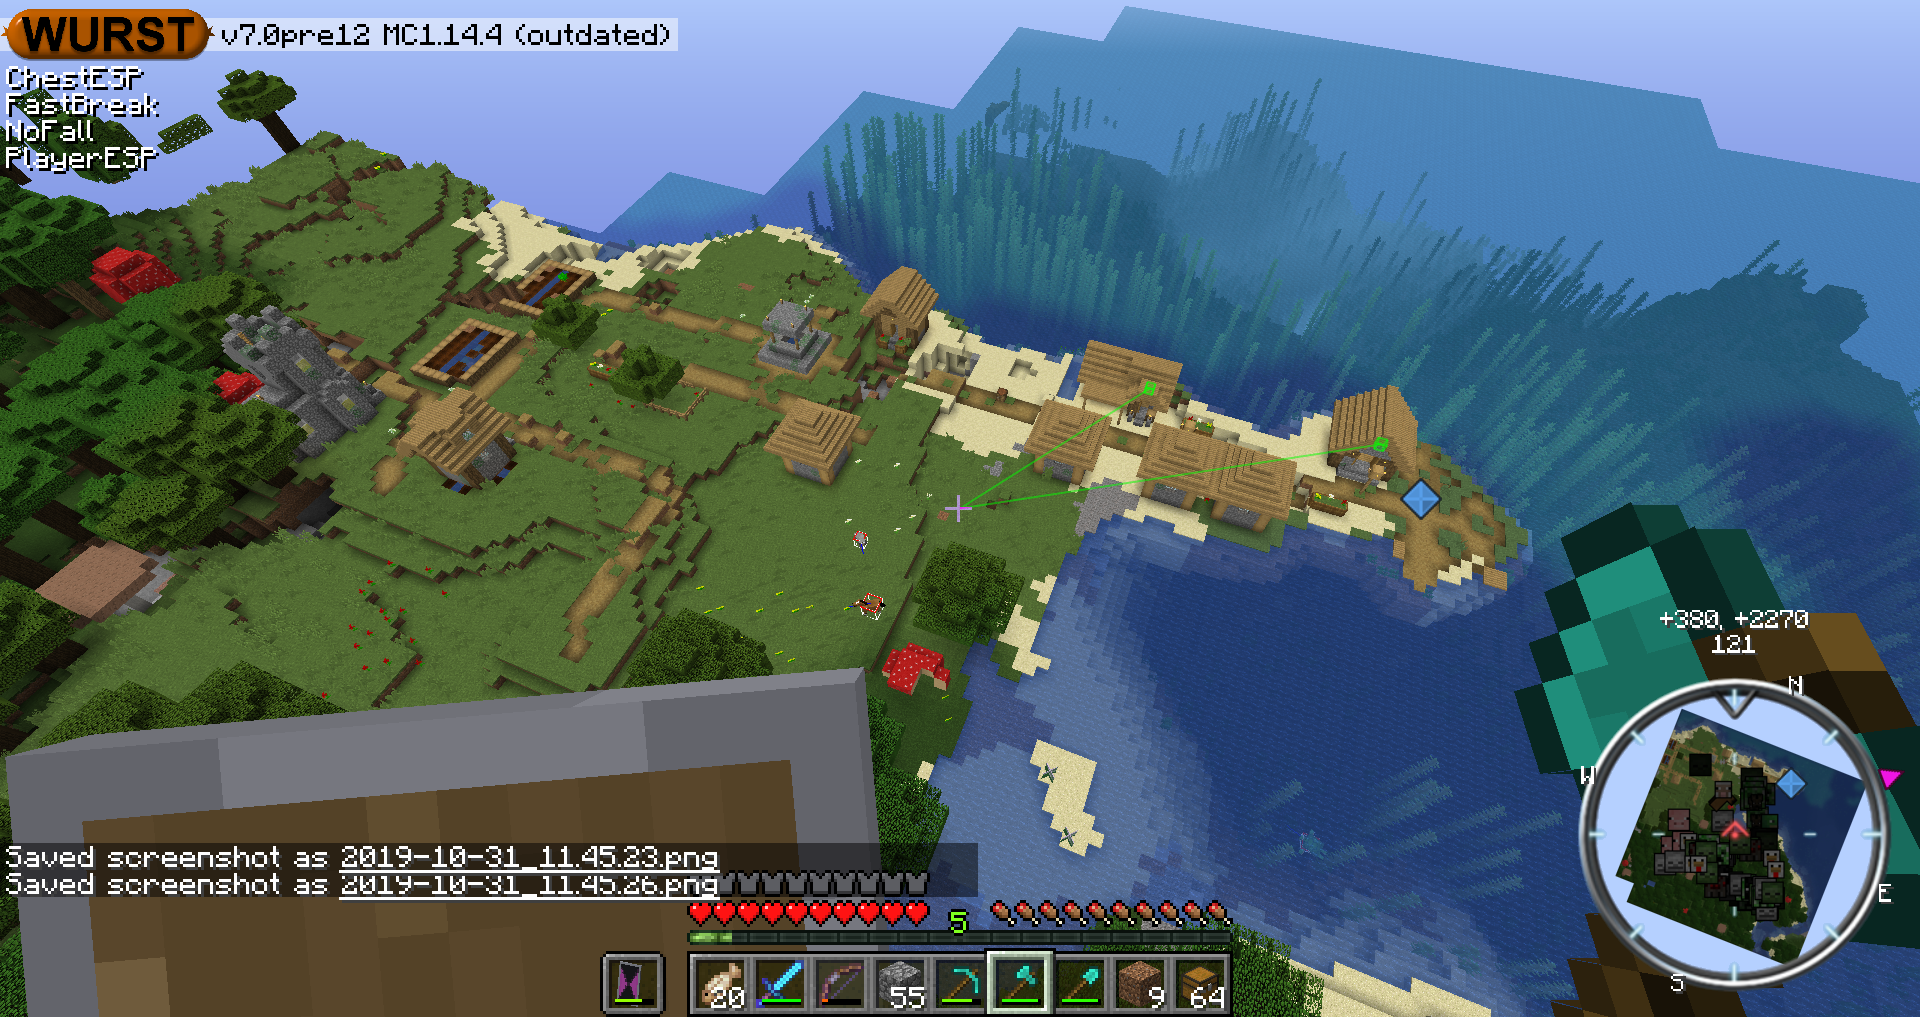 WURST v7.0pre12 MC1.14.4 (outdated)
ChestESP
FastBreak
NoFall
PlayerESP
+380, +2270
121
N
W
E
S
Saved screenshot as 2019-10-31_11.45.23.png
Saved screenshot as 2019-10-31_11.45.26.png
5
20
55
9
64